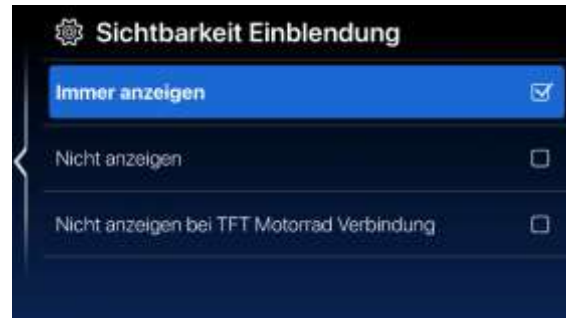 Sichtbarkeit Einblendung
Immer anzeigen
Nicht anzeigen
Nicht anzeigen bei TFT Motorrad Verbindung